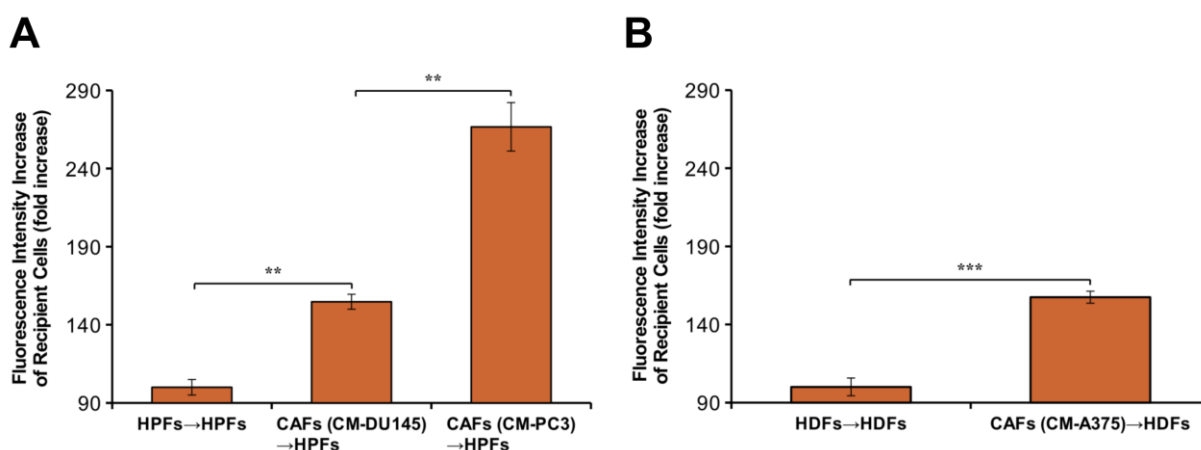 A
Fluorescence Intensity Increase
of Recipient Cells (fold increase)
290
240
190
140
90
**
**
HPFs→HPFs
CAFs (CM-DU145)
→HPFs
CAFs (CM-PC3)
→HPFs
B
Fluorescence Intensity Increase
of Recipient Cells (fold increase)
290
240
190
140
90
***
HDFs→HDFs
CAFs (CM-A375)→HDFs